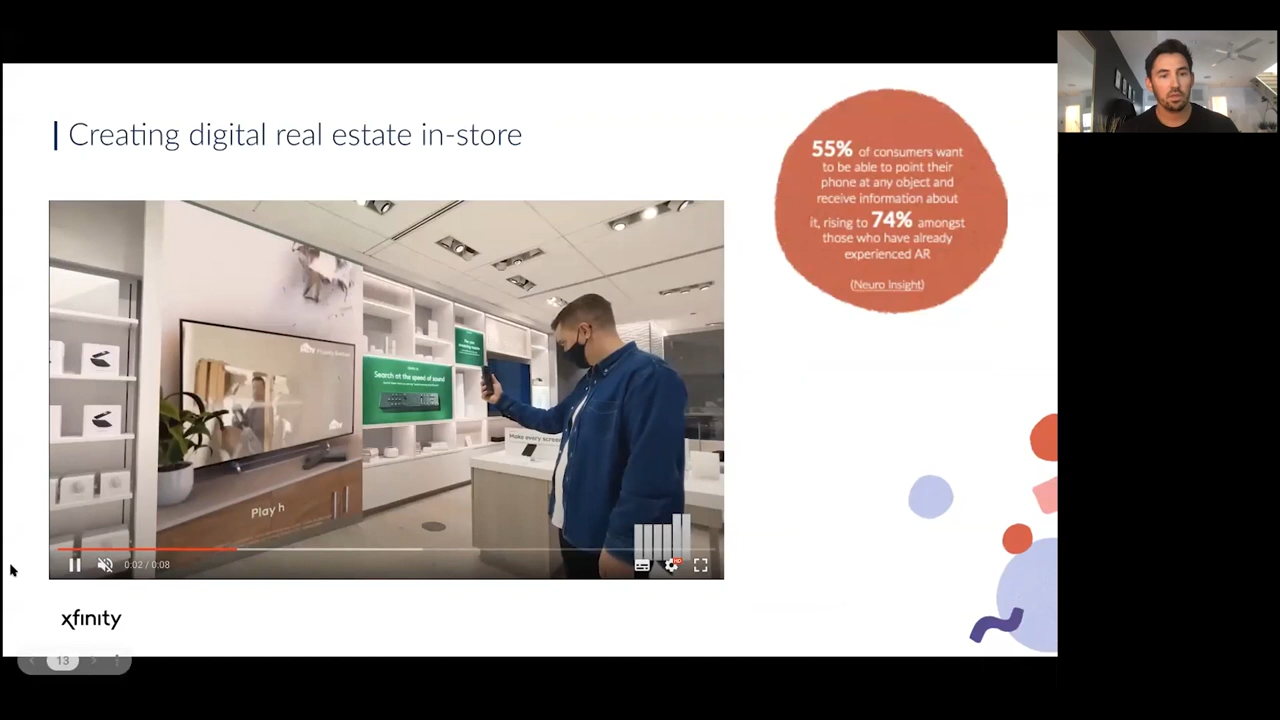 Creating digital real estate in-store
55% of consumers want
to be able to point their
phone at any object and
receive information about
it, rising to 74% amongst
those who have already
experienced AR
(Neuro Insight)
Search at the speed of sound
Make every screen
Play h
0:02 / 0:08
HD
xfinity
13